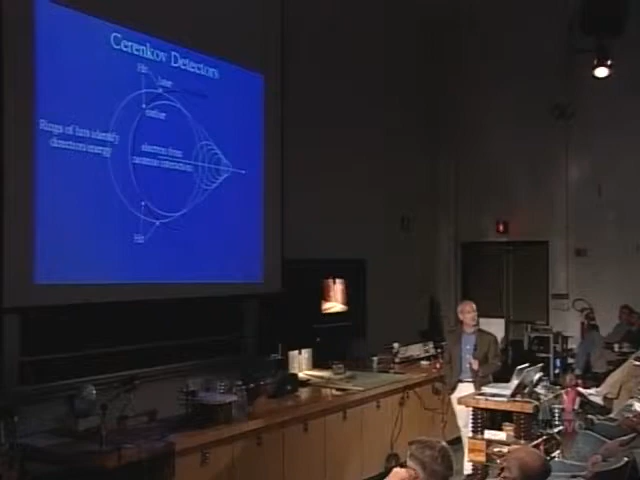 Cerenkov Detectors
Hit
later
earlier
Rings of hits identify
direction/energy
electron from
neutrino interaction
Hit